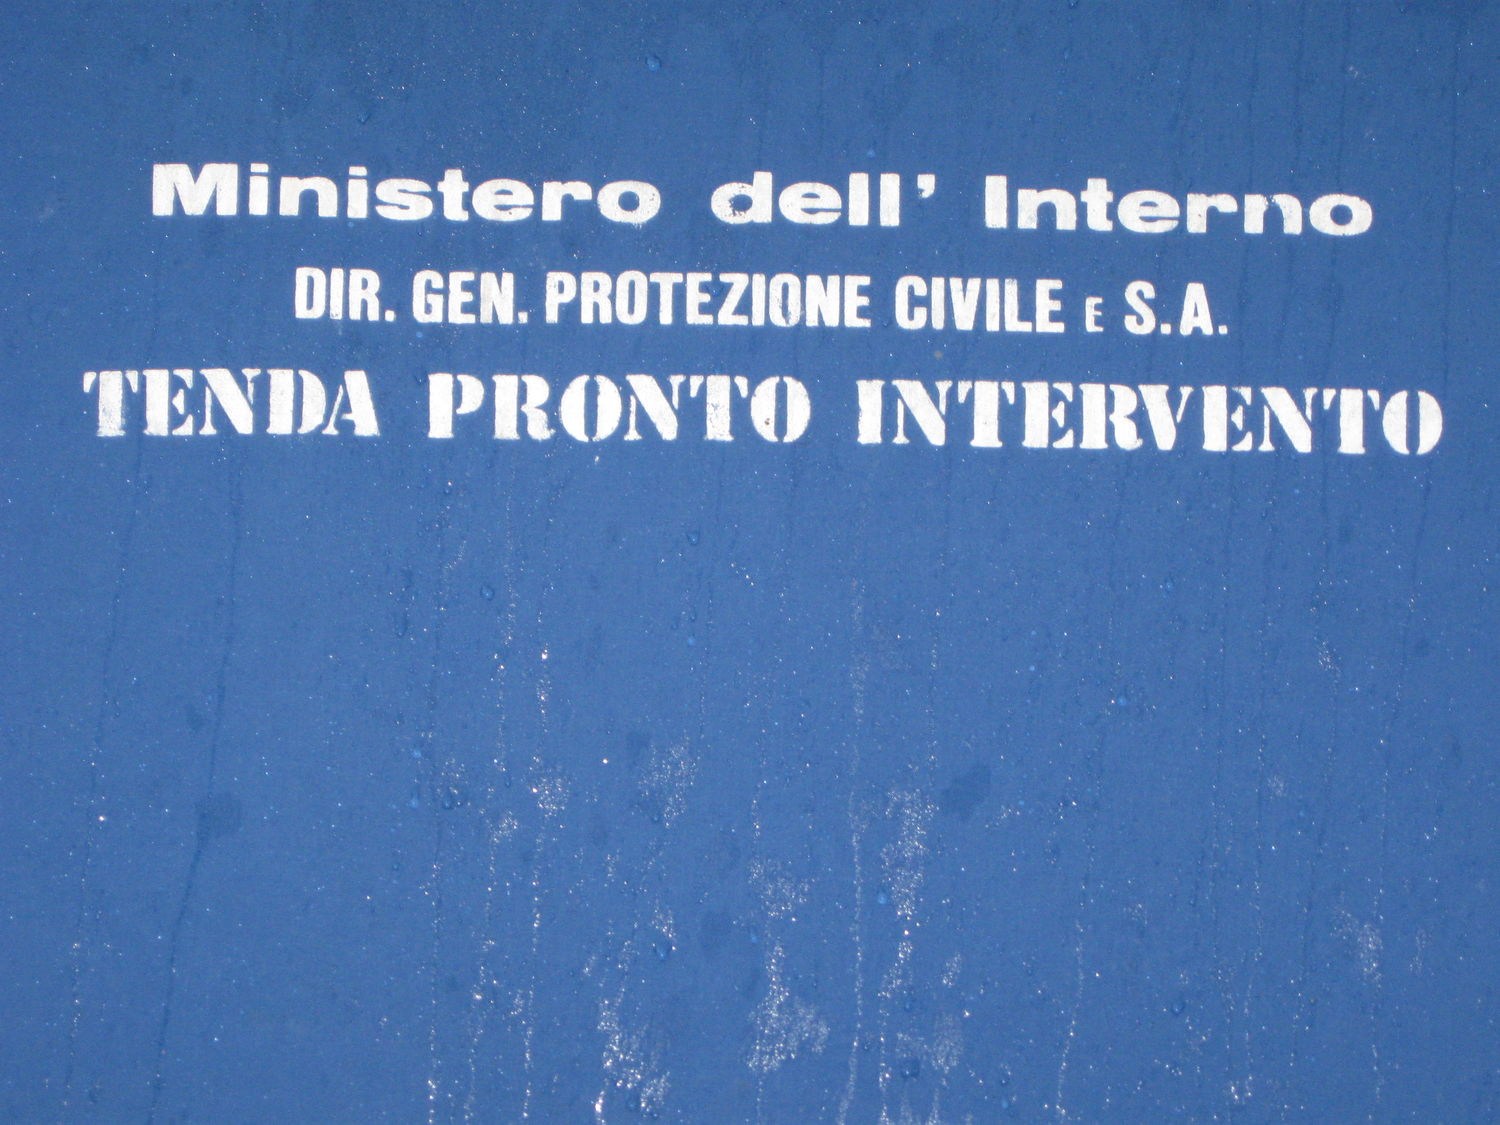 Ministero dell' Interno
DIR. GEN. PROTEZIONE CIVILE E S.A.
TENDA PRONTO INTERVENTO